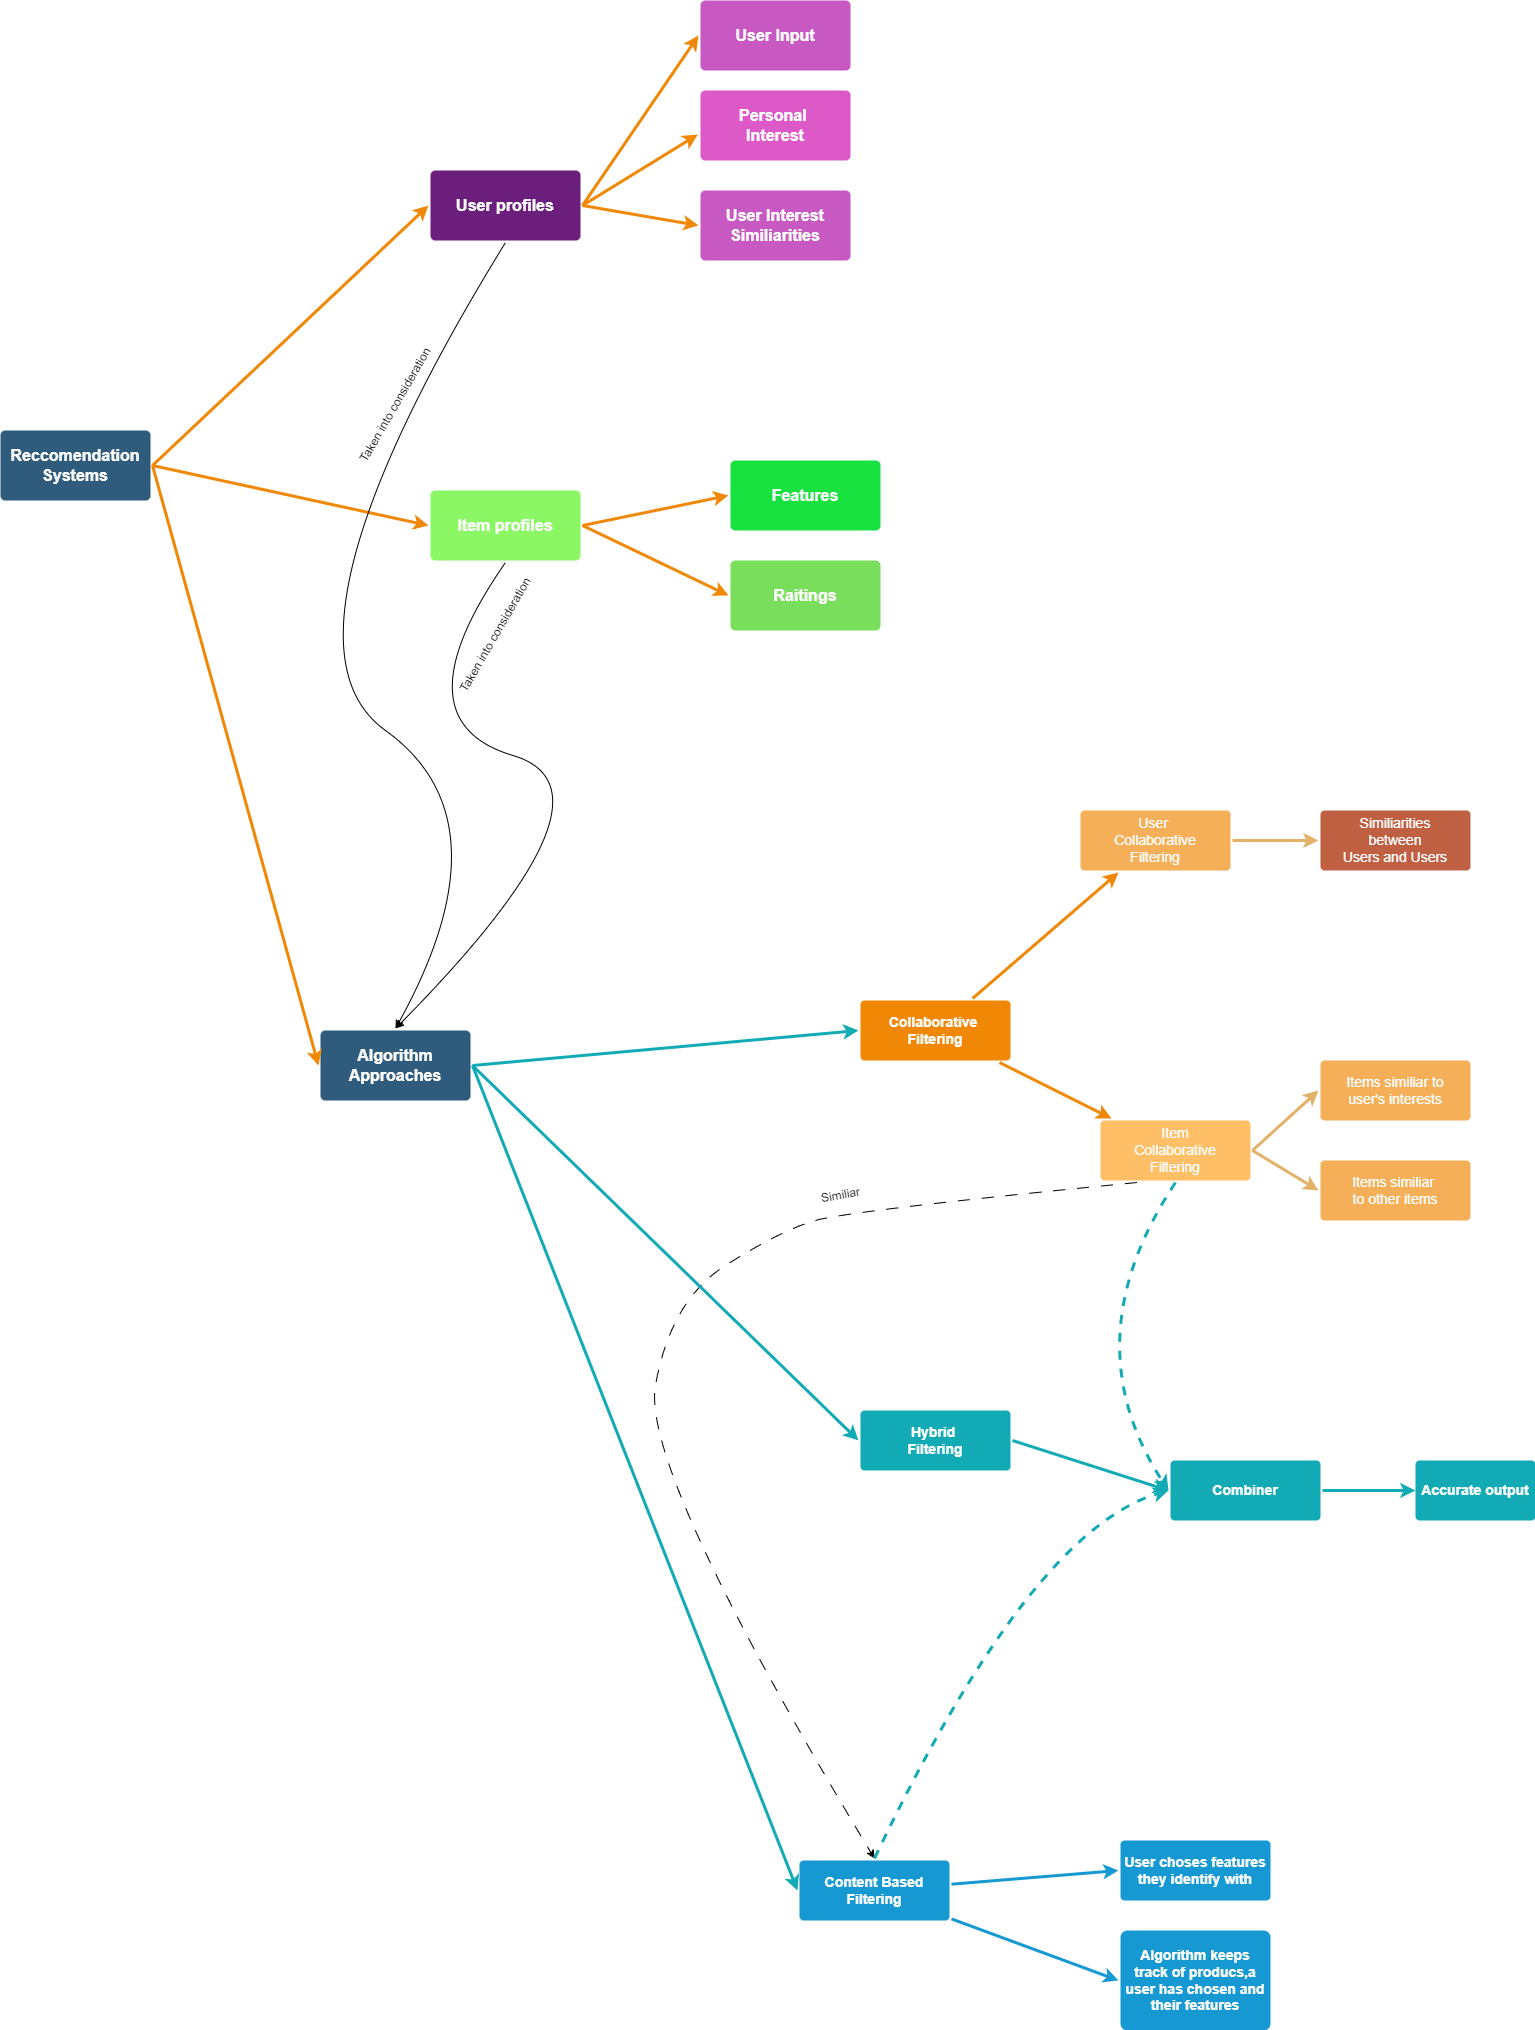 User Input
Personal
Interest
User profiles
User Interest
Similiarities
Taken into consideration
Reccomendation
Systems
Item profiles
Features
Raitings
Taken into consideration
User
Collaborative
Filtering
Similiarities
between
Users and Users
Algorithm
Approaches
Collaborative
Filtering
Items similiar to
user's interests
Item
Collaborative
Filtering
Items similiar
to other items
Similiar
Hybrid
Filtering
Combiner
Accurate output
Content Based
Filtering
User choses features
they identify with
Algorithm keeps
track of producs,a
user has chosen and
their features